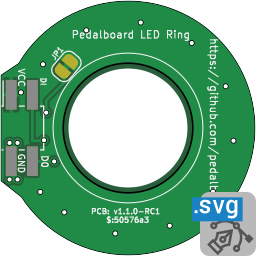 Pedalboard LED Ring
JP1
https://github.com/pedalb
VCC
DI
GND
DO
PCB: v1.1.0-RC1
$:50576a3
.svg